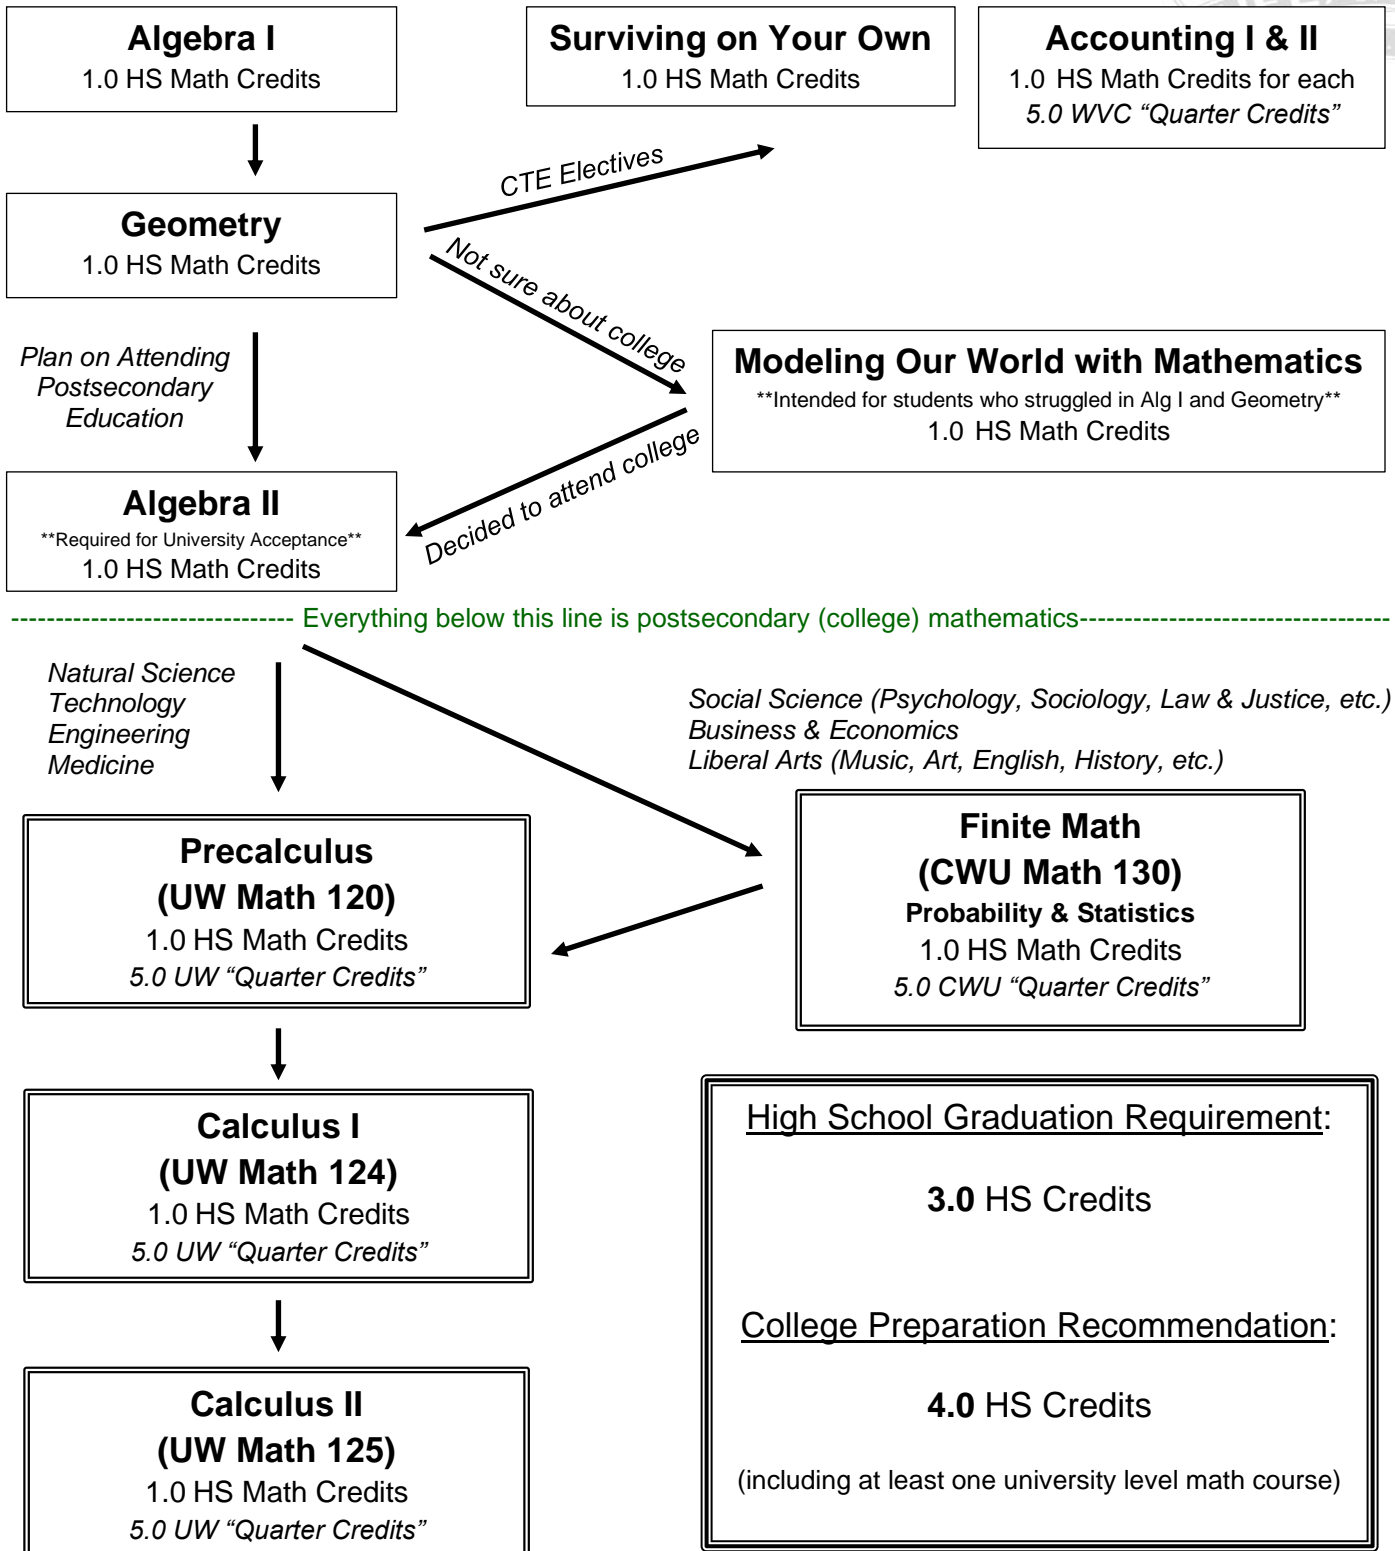 Algebra I
1.0 HS Math Credits
Surviving on Your Own
1.0 HS Math Credits
Accounting I & II
1.0 HS Math Credits for each
5.0 WVC “Quarter Credits”
CTE Electives
Geometry
1.0 HS Math Credits
Not sure about college
Plan on Attending
Postsecondary
Education
Modeling Our World with Mathematics
**Intended for students who struggled in Alg I and Geometry**
1.0 HS Math Credits
Decided to attend college
Algebra II
**Required for University Acceptance**
1.0 HS Math Credits
-------------------------------- Everything below this line is postsecondary (college) mathematics-----------------------------------
Natural Science
Technology
Engineering
Medicine
Social Science (Psychology, Sociology, Law & Justice, etc.)
Business & Economics
Liberal Arts (Music, Art, English, History, etc.)
Precalculus
(UW Math 120)
1.0 HS Math Credits
5.0 UW “Quarter Credits”
Finite Math
(CWU Math 130)
Probability & Statistics
1.0 HS Math Credits
5.0 CWU “Quarter Credits”
Calculus I
(UW Math 124)
1.0 HS Math Credits
5.0 UW “Quarter Credits”
Calculus II
(UW Math 125)
1.0 HS Math Credits
5.0 UW “Quarter Credits”
High School Graduation Requirement:
3.0 HS Credits
College Preparation Recommendation:
4.0 HS Credits
(including at least one university level math course)